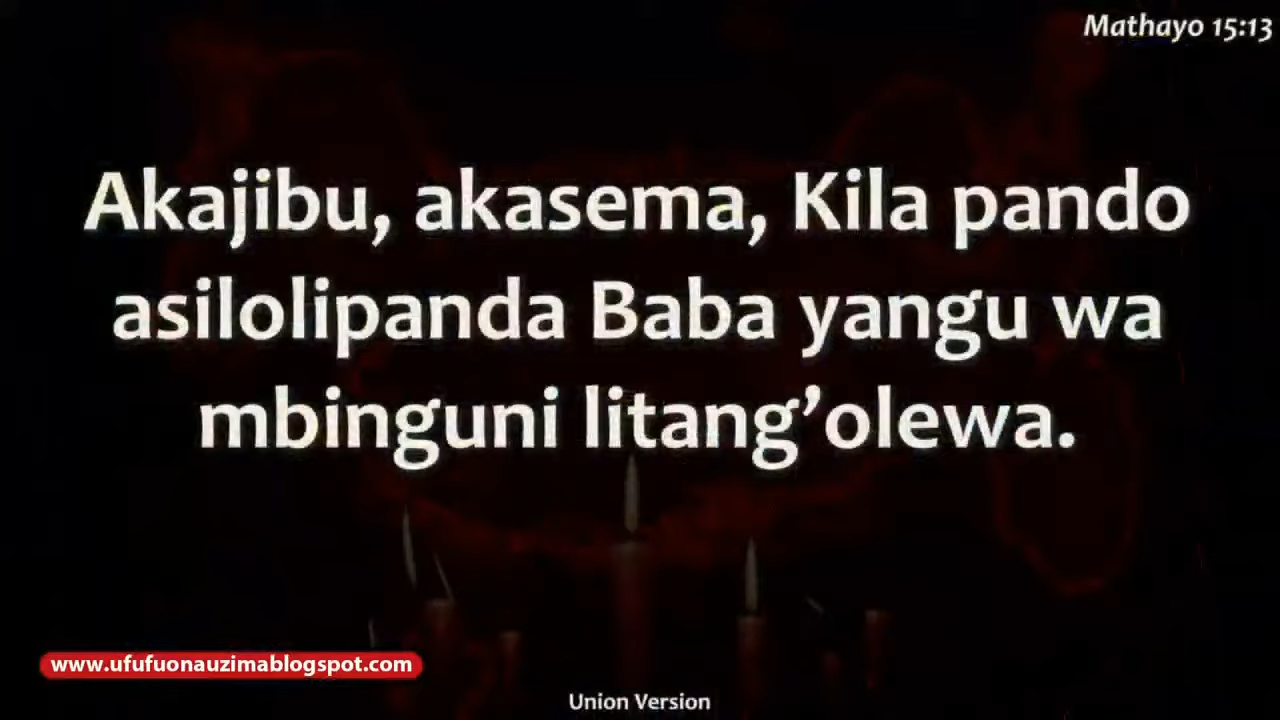 Mathayo 15:13
Akajibu, akasema, Kila pando
asilolipanda Baba yangu wa
mbinguni litang’olewa.
www.ufufuonauzimablogspot.com
Union Version